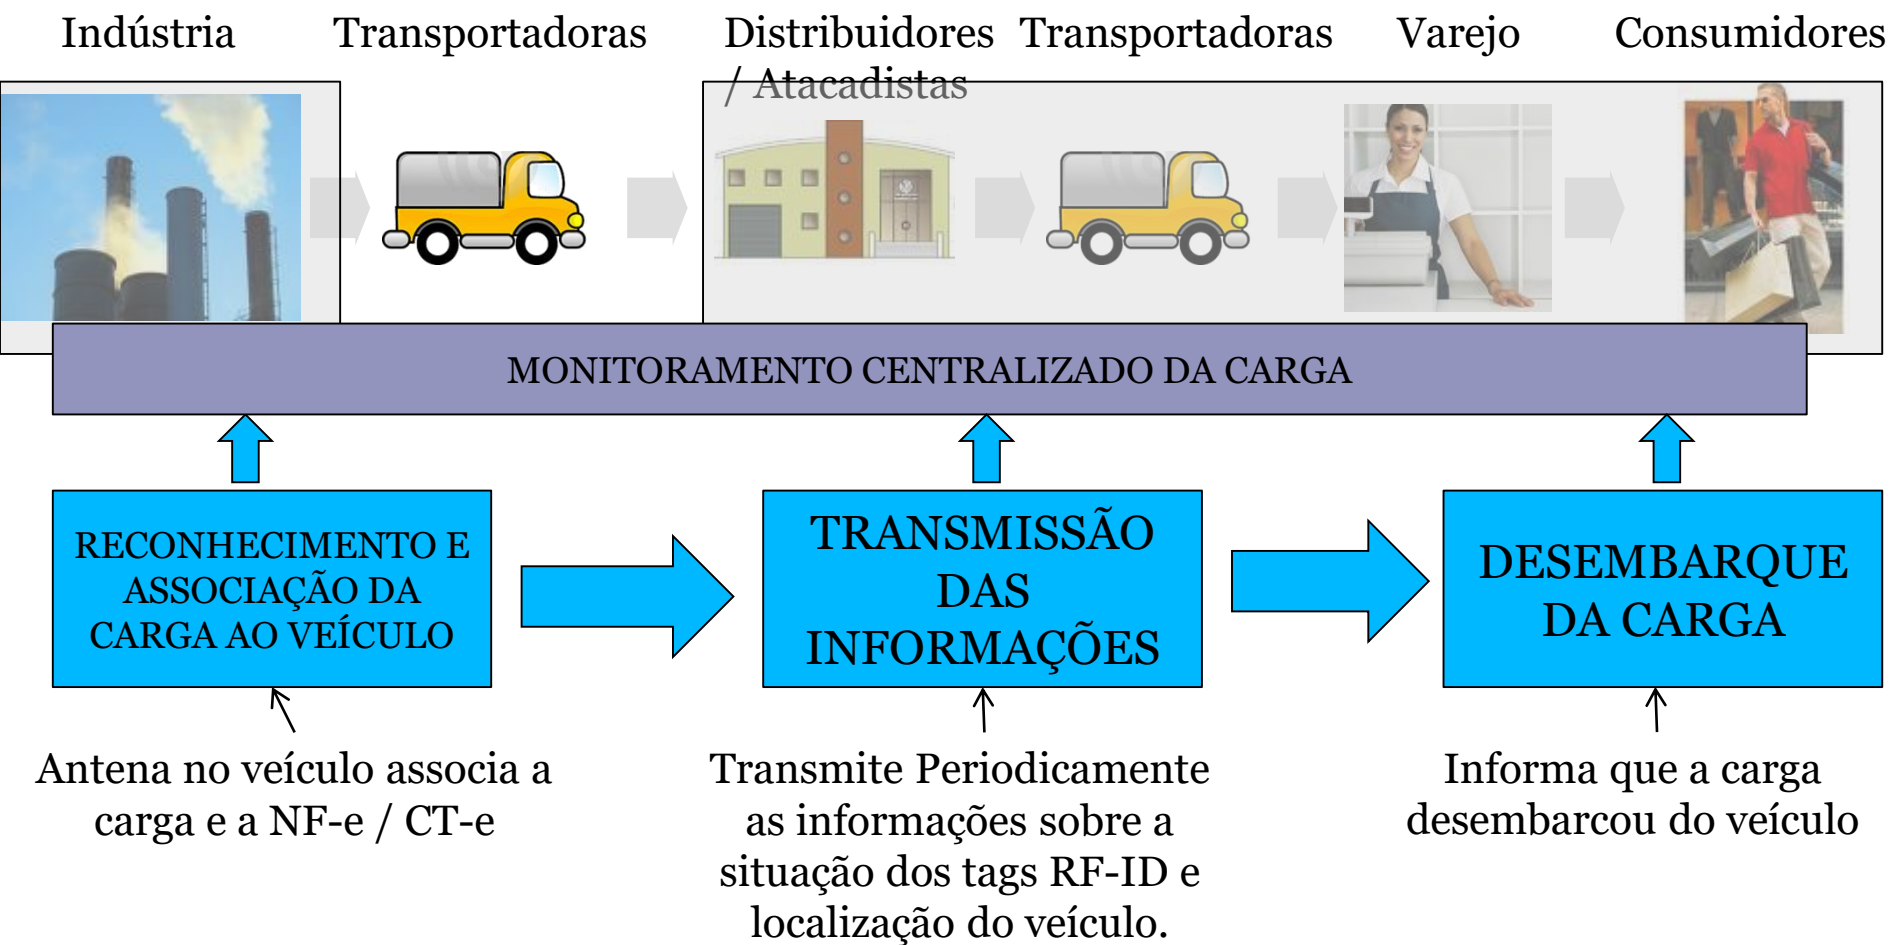 Indústria
Transportadoras
Distribuidores
/ Atacadistas
Transportadoras
Varejo
Consumidores
MONITORAMENTO CENTRALIZADO DA CARGA
RECONHECIMENTO E
ASSOCIAÇÃO DA
CARGA AO VEÍCULO
TRANSMISSÃO
DAS
INFORMAÇÕES
DESEMBARQUE
DA CARGA
Antena no veículo associa a
carga e a NF-e / CT-e
Transmite Periodicamente
as informações sobre a
situação dos tags RF-ID e
localização do veículo.
Informa que a carga
desembarcou do veículo